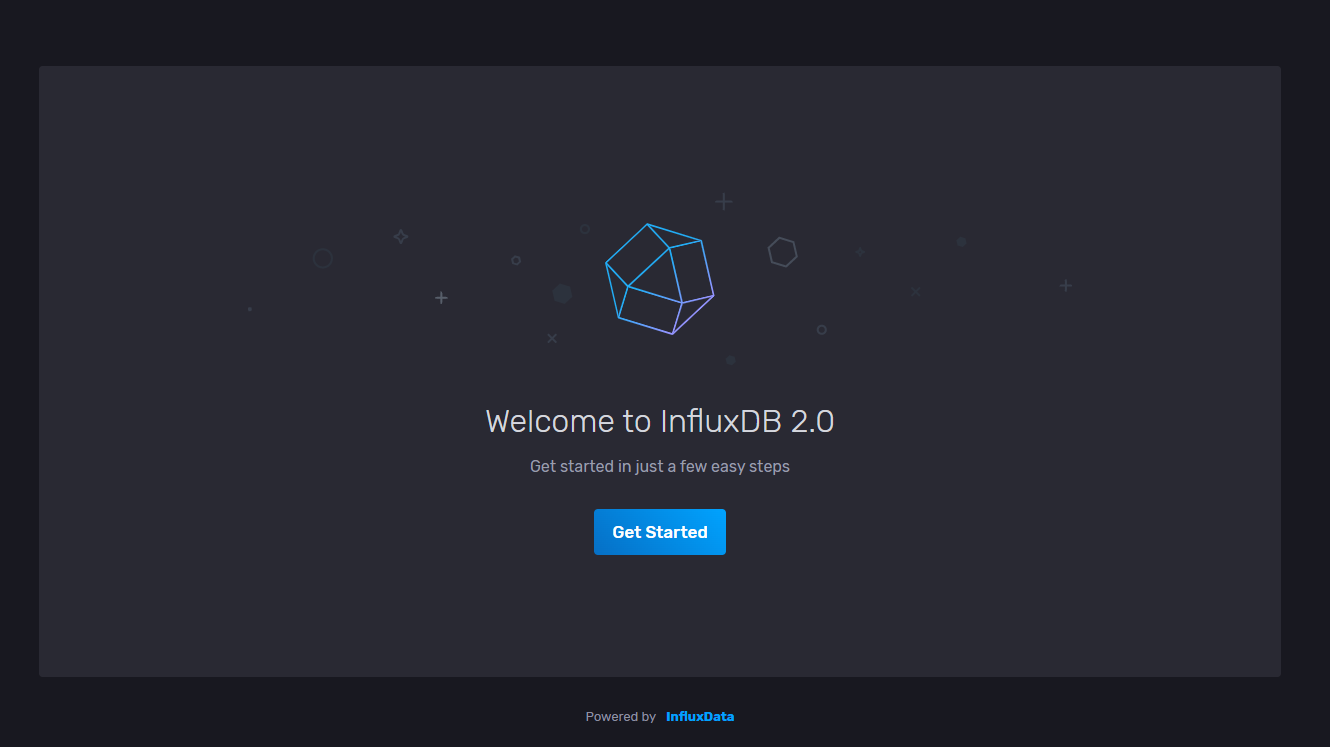 Welcome to InfluxDB 2.0
Get started in just a few easy steps
Get Started
Powered by InfluxData